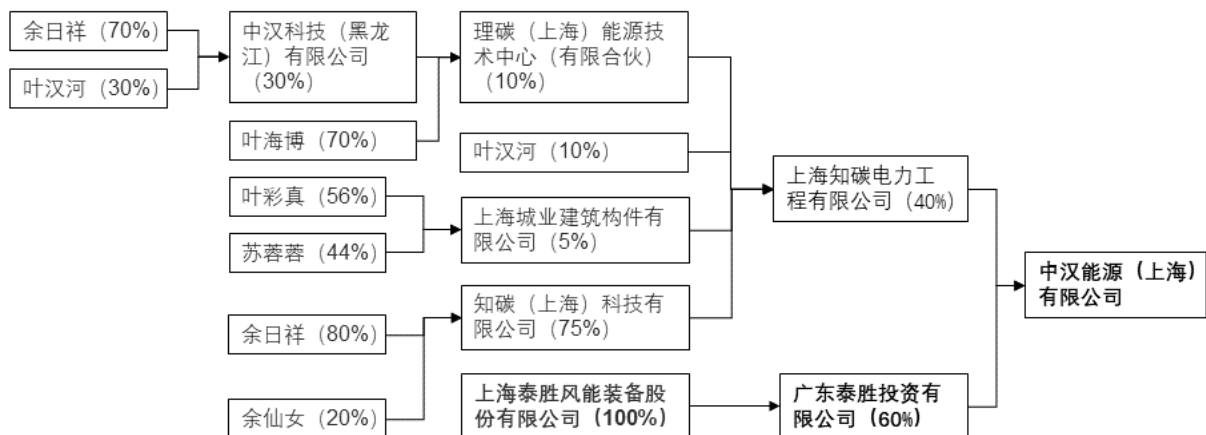 余日祥（70%）
叶汉河（30%）
中汉科技（黑龙
江）有限公司
（30%）
叶海博（70%）
叶彩真（56%）
苏蓉蓉（44%）
余日祥（80%）
余仙女（20%）
理碳（上海）能源技
术中心（有限合伙）
（10%）
叶汉河（10%）
上海城业建筑构件有
限公司（5%）
知碳（上海）科技有
限公司（75%）
上海泰胜风能装备股
份有限公司（100%）
上海知碳电力工
程有限公司（40%）
广东泰胜投资有
限公司（60%）
中汉能源（上海）
有限公司